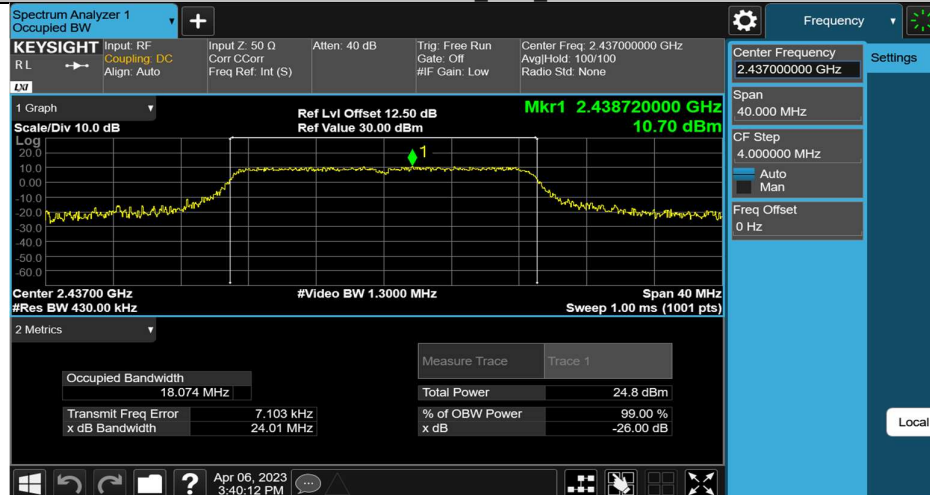 Spectrum Analyzer 1
Occupied BW
Frequency
KEYSIGHT
RL
LXI
Input: RF
Coupling: DC
Align: Auto
Input Z: 50 Ω
Corr CCorr
Freq Ref: Int (S)
Atten: 40 dB
Trig: Free Run
Gate: Off
#IF Gain: Low
Center Freq: 2.437000000 GHz
Avg|Hold: 100/100
Radio Std: None
Center Frequency
2.437000000 GHz
Settings
Span
40.000 MHz
CF Step
4.000000 MHz
Auto
Man
Freq Offset
0 Hz
Local
1 Graph
Scale/Div 10.0 dB
Ref Lvl Offset 12.50 dB
Ref Value 30.00 dBm
Mkr1 2.438720000 GHz
10.70 dBm
Log
20.0
10.0
0.00
-10.0
-20.0
-30.0
-40.0
-50.0
-60.0
1
Center 2.43700 GHz
#Video BW 1.3000 MHz
Span 40 MHz
#Res BW 430.00 kHz
Sweep 1.00 ms (1001 pts)
2 Metrics
Measure Trace
Trace 1
Occupied Bandwidth
18.074 MHz
Total Power
24.8 dBm
Transmit Freq Error
7.103 kHz
% of OBW Power
99.00 %
x dB Bandwidth
24.01 MHz
x dB
-26.00 dB
?
Apr 06, 2023
3:40:12 PM